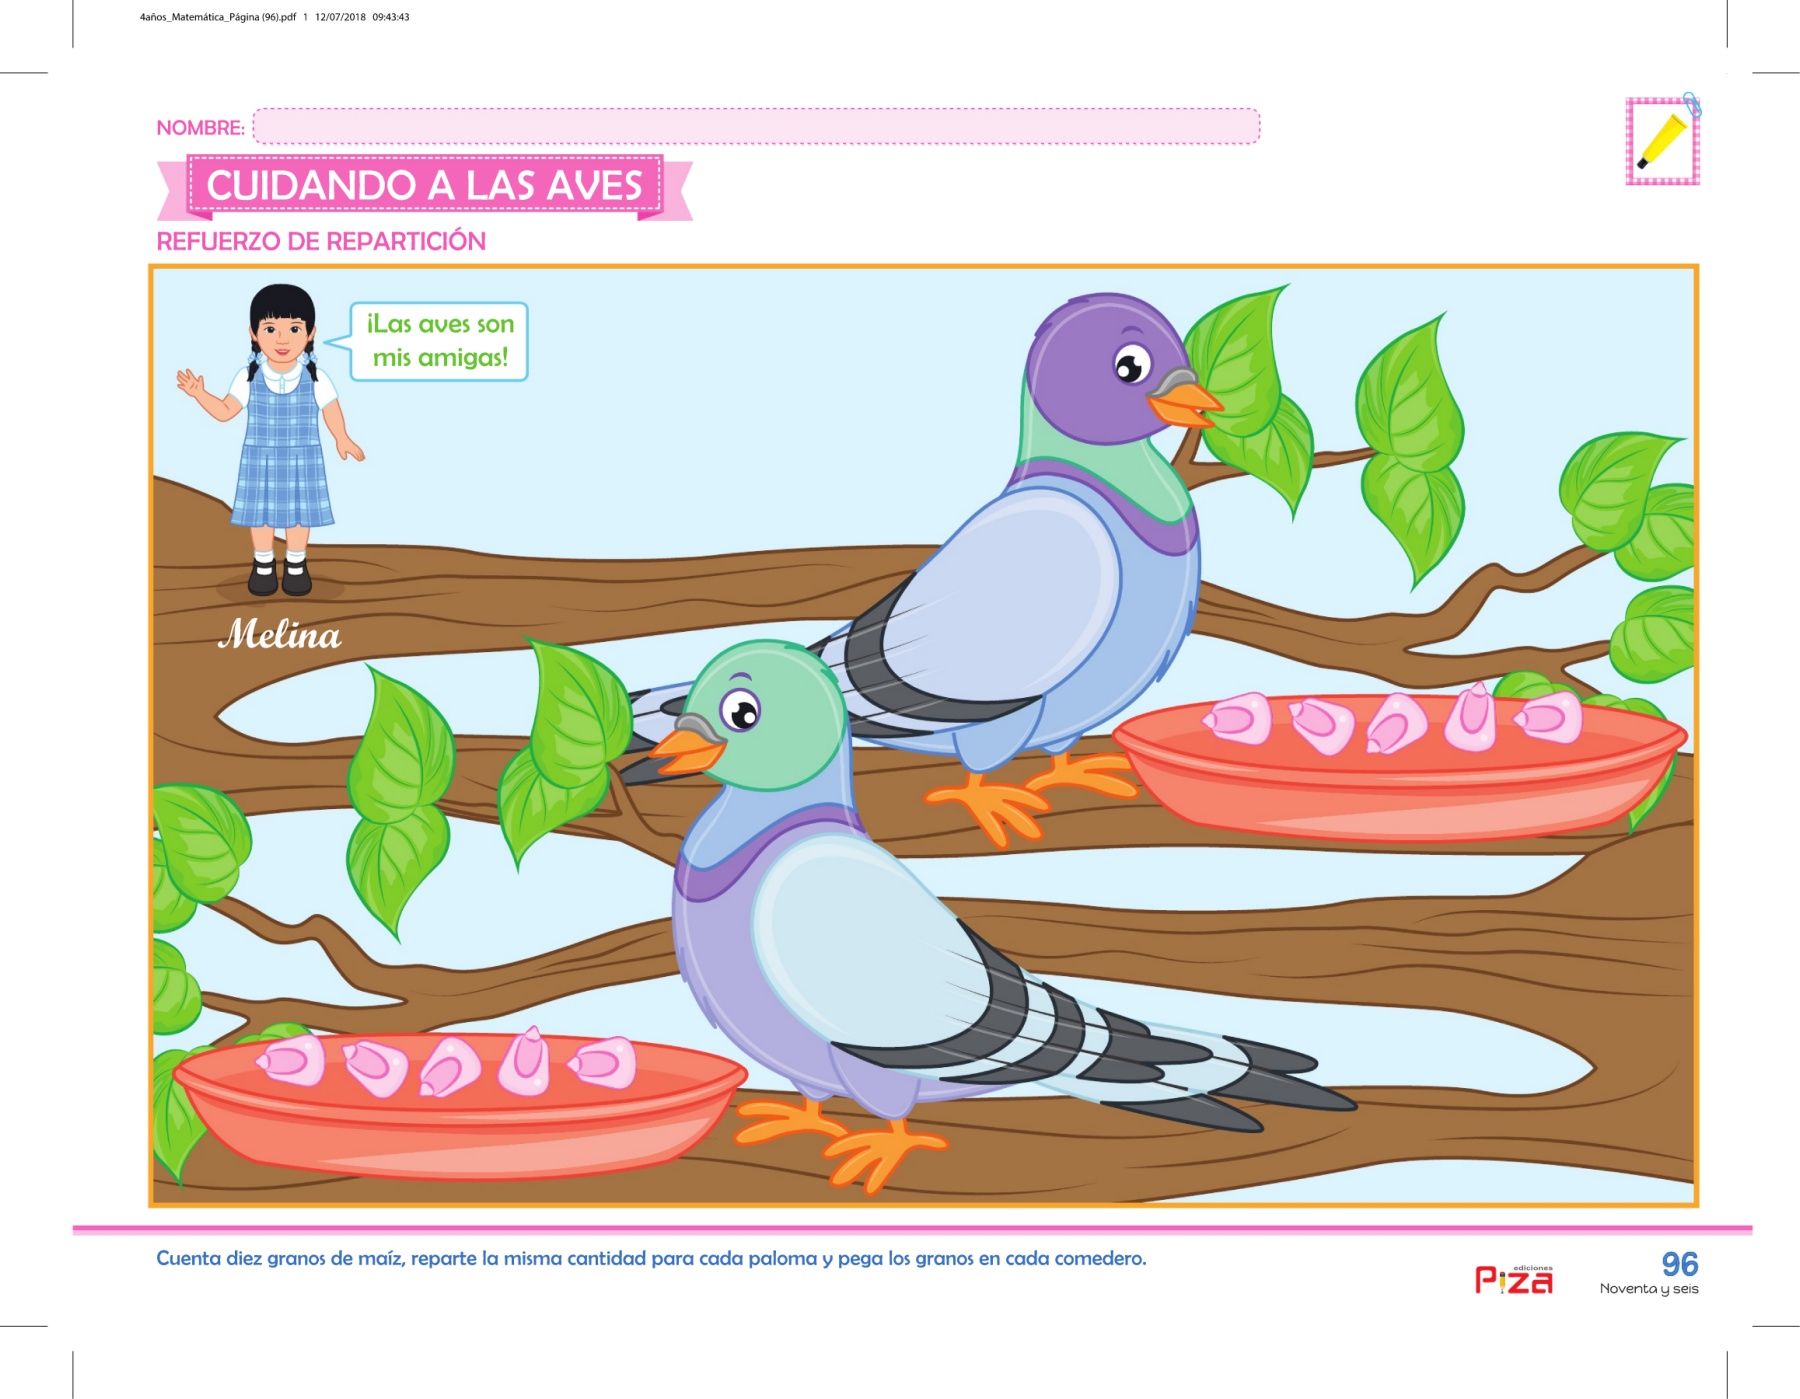 4años_Matemática_Página (96).pdf 1 12/07/2018 09:43:43
NOMBRE:
CUIDANDO A LAS AVES
REFUERZO DE REPARTICIÓN
¡Las aves son
mis amigas!
Melina
Cuenta diez granos de maíz, reparte la misma cantidad para cada paloma y pega los granos en cada comedero.
ediciones
Piza
96
Noventa y seis